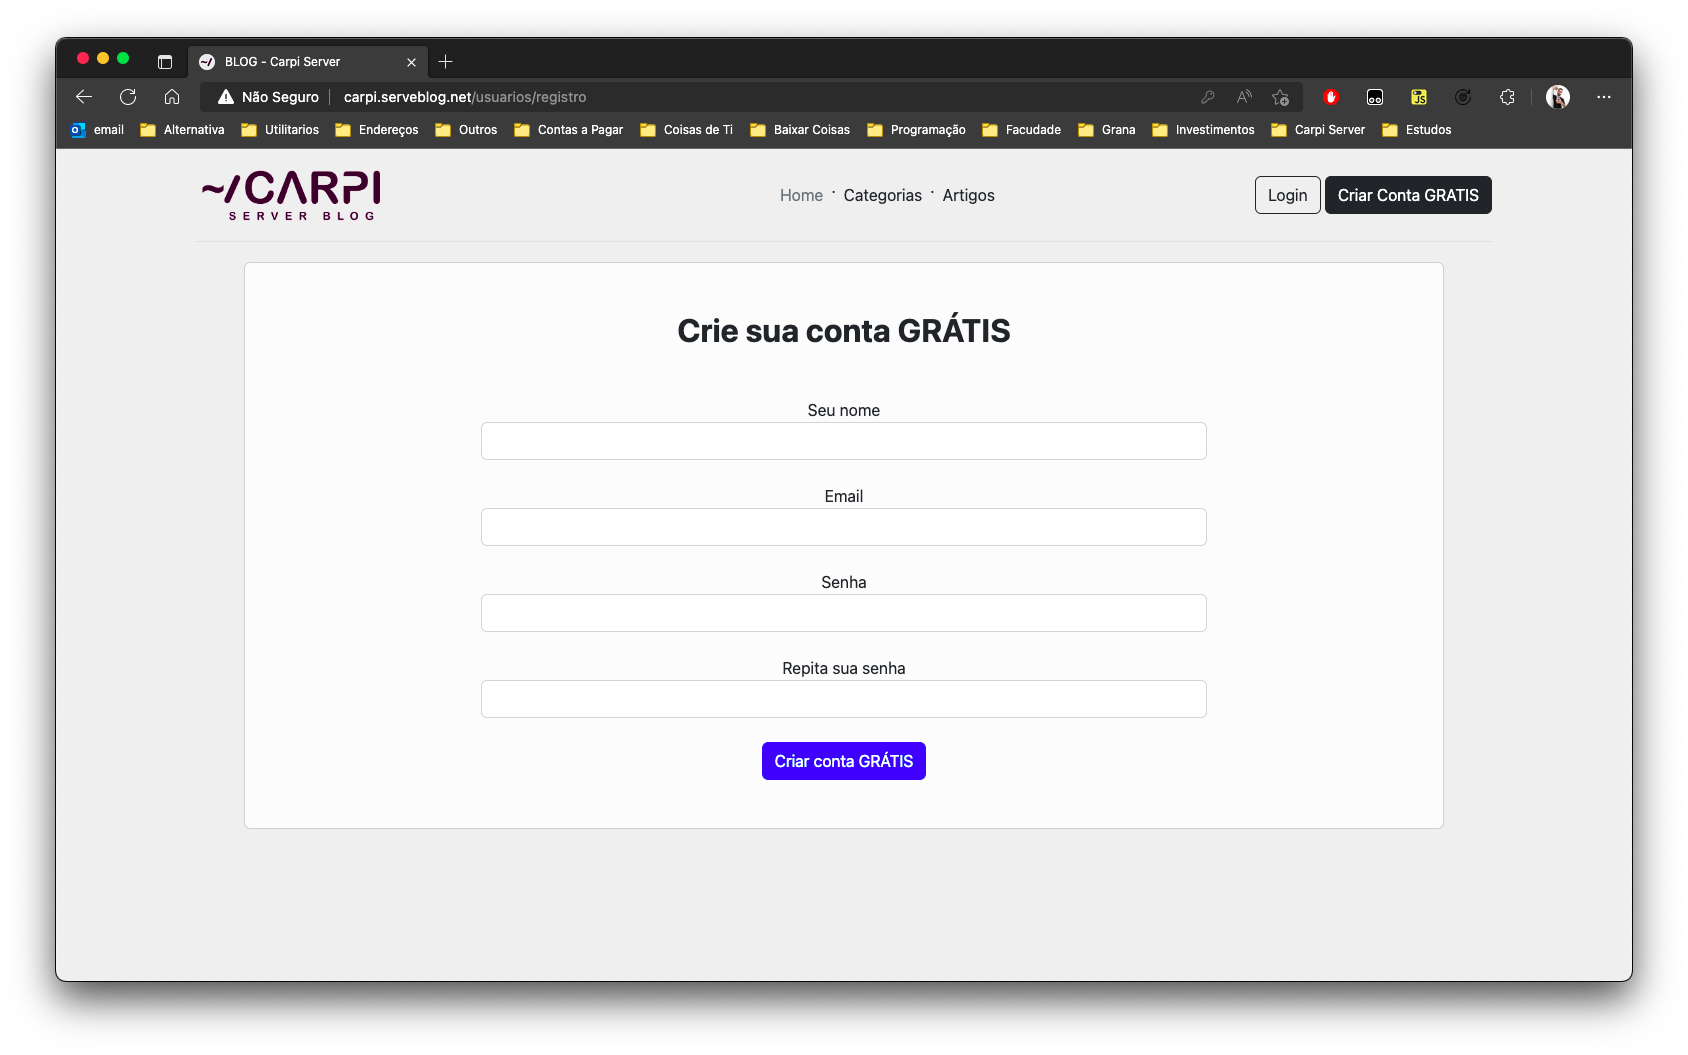 BLOG - Carpi Server
Não Seguro carpi.serveblog.net/usuarios/registro
email Alternativa Utilitarios Endereços Outros Contas a Pagar Coisas de Ti Baixar Coisas Programação Facudade Grana Investimentos Carpi Server Estudos
~/CARPI
SERVER BLOG
Home · Categorias · Artigos
Login Criar Conta GRATIS
Crie sua conta GRÁTIS
Seu nome
Email
Senha
Repita sua senha
Criar conta GRÁTIS